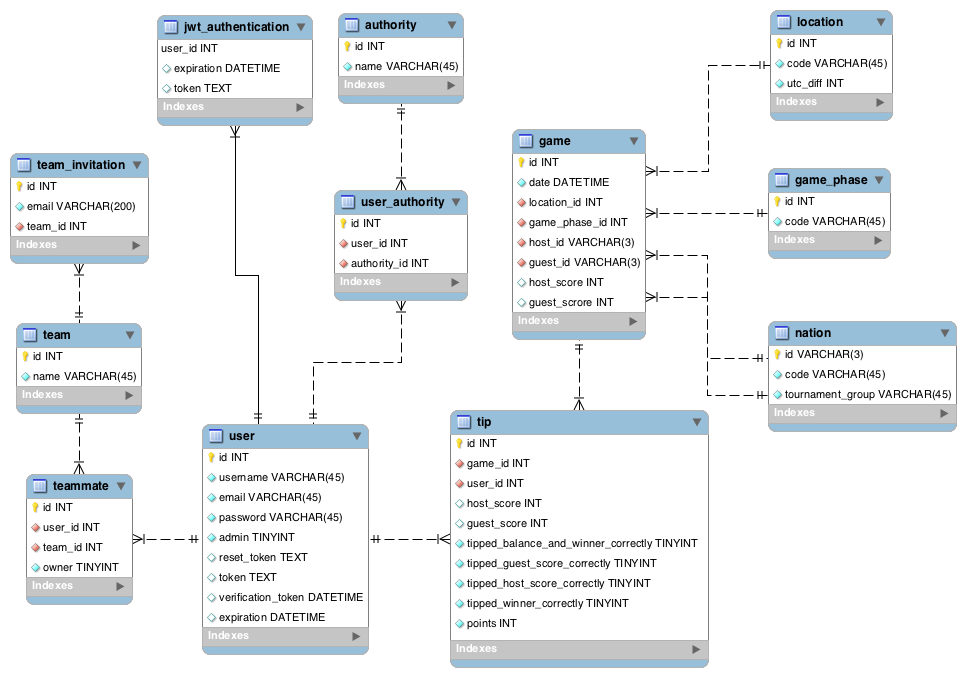 jwt_authentication
user_id INT
expiration DATETIME
token TEXT
Indexes
authority
id INT
name VARCHAR(45)
Indexes
location
id INT
code VARCHAR(45)
utc_diff INT
Indexes
team_invitation
id INT
email VARCHAR(200)
team_id INT
Indexes
user_authority
id INT
user_id INT
authority_id INT
Indexes
game
id INT
date DATETIME
location_id INT
game_phase_id INT
host_id VARCHAR(3)
guest_id VARCHAR(3)
host_score INT
guest_scrore INT
Indexes
game_phase
id INT
code VARCHAR(45)
Indexes
team
id INT
name VARCHAR(45)
Indexes
nation
id VARCHAR(3)
code VARCHAR(45)
tournament_group VARCHAR(45)
Indexes
teammate
id INT
user_id INT
team_id INT
owner TINYINT
Indexes
user
id INT
username VARCHAR(45)
email VARCHAR(45)
password VARCHAR(45)
admin TINYINT
reset_token TEXT
token TEXT
verification_token DATETIME
expiration DATETIME
Indexes
tip
id INT
game_id INT
user_id INT
host_score INT
guest_score INT
tipped_balance_and_winner_correctly TINYINT
tipped_guest_score_correctly TINYINT
tipped_host_score_correctly TINYINT
tipped_winner_correctly TINYINT
points INT
Indexes